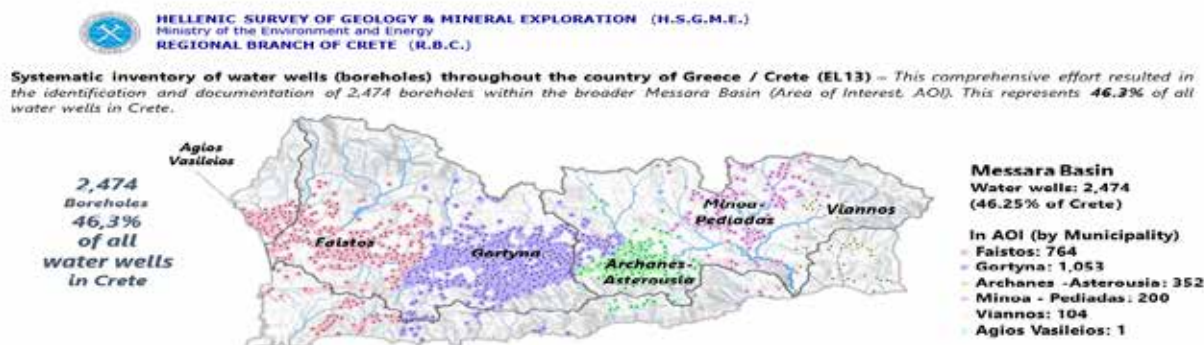 HELLENIC SURVEY OF GEOLOGY & MINERAL EXPLORATION (H.S.G.M.E.)
Ministry of the Environment and Energy
REGIONAL BRANCH OF CRETE (R.B.C.)
Systematic inventory of water wells (boreholes) throughout the country of Greece / Crete (EL13) – This comprehensive effort resulted in
the identification and documentation of 2,474 boreholes within the broader Messara Basin (Area of Interest, AOI). This represents 46.3% of all
water wells in Crete.
Agios
Vasileios
2,474
Boreholes
46,3%
of all
water wells
in Crete
Faistos
Gortyna
Archanes-
Asterousia
Minoa-
Pediadas
Viannos
Messara Basin
Water wells: 2,474
(46.25% of Crete)
In AOI (by Municipality)
Faistos: 764
Gortyna: 1,053
Archanes -Asterousia: 352
Minoa - Pediadas: 200
Viannos: 104
Agios Vasileios: 1